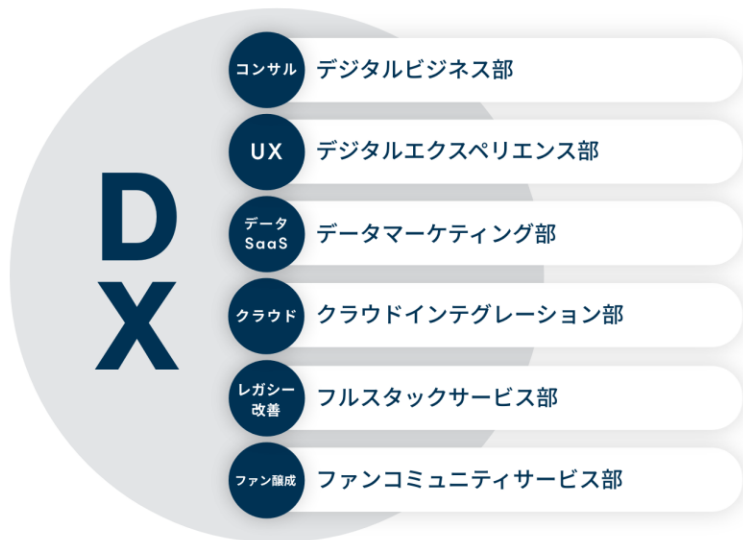 D
X
コンサル
デジタルビジネス部
UX
デジタルエクスペリエンス部
データ
SaaS
データマーケティング部
クラウド
クラウドインテグレーション部
レガシー
改善
フルスタックサービス部
ファン醸成
ファンコミュニティサービス部